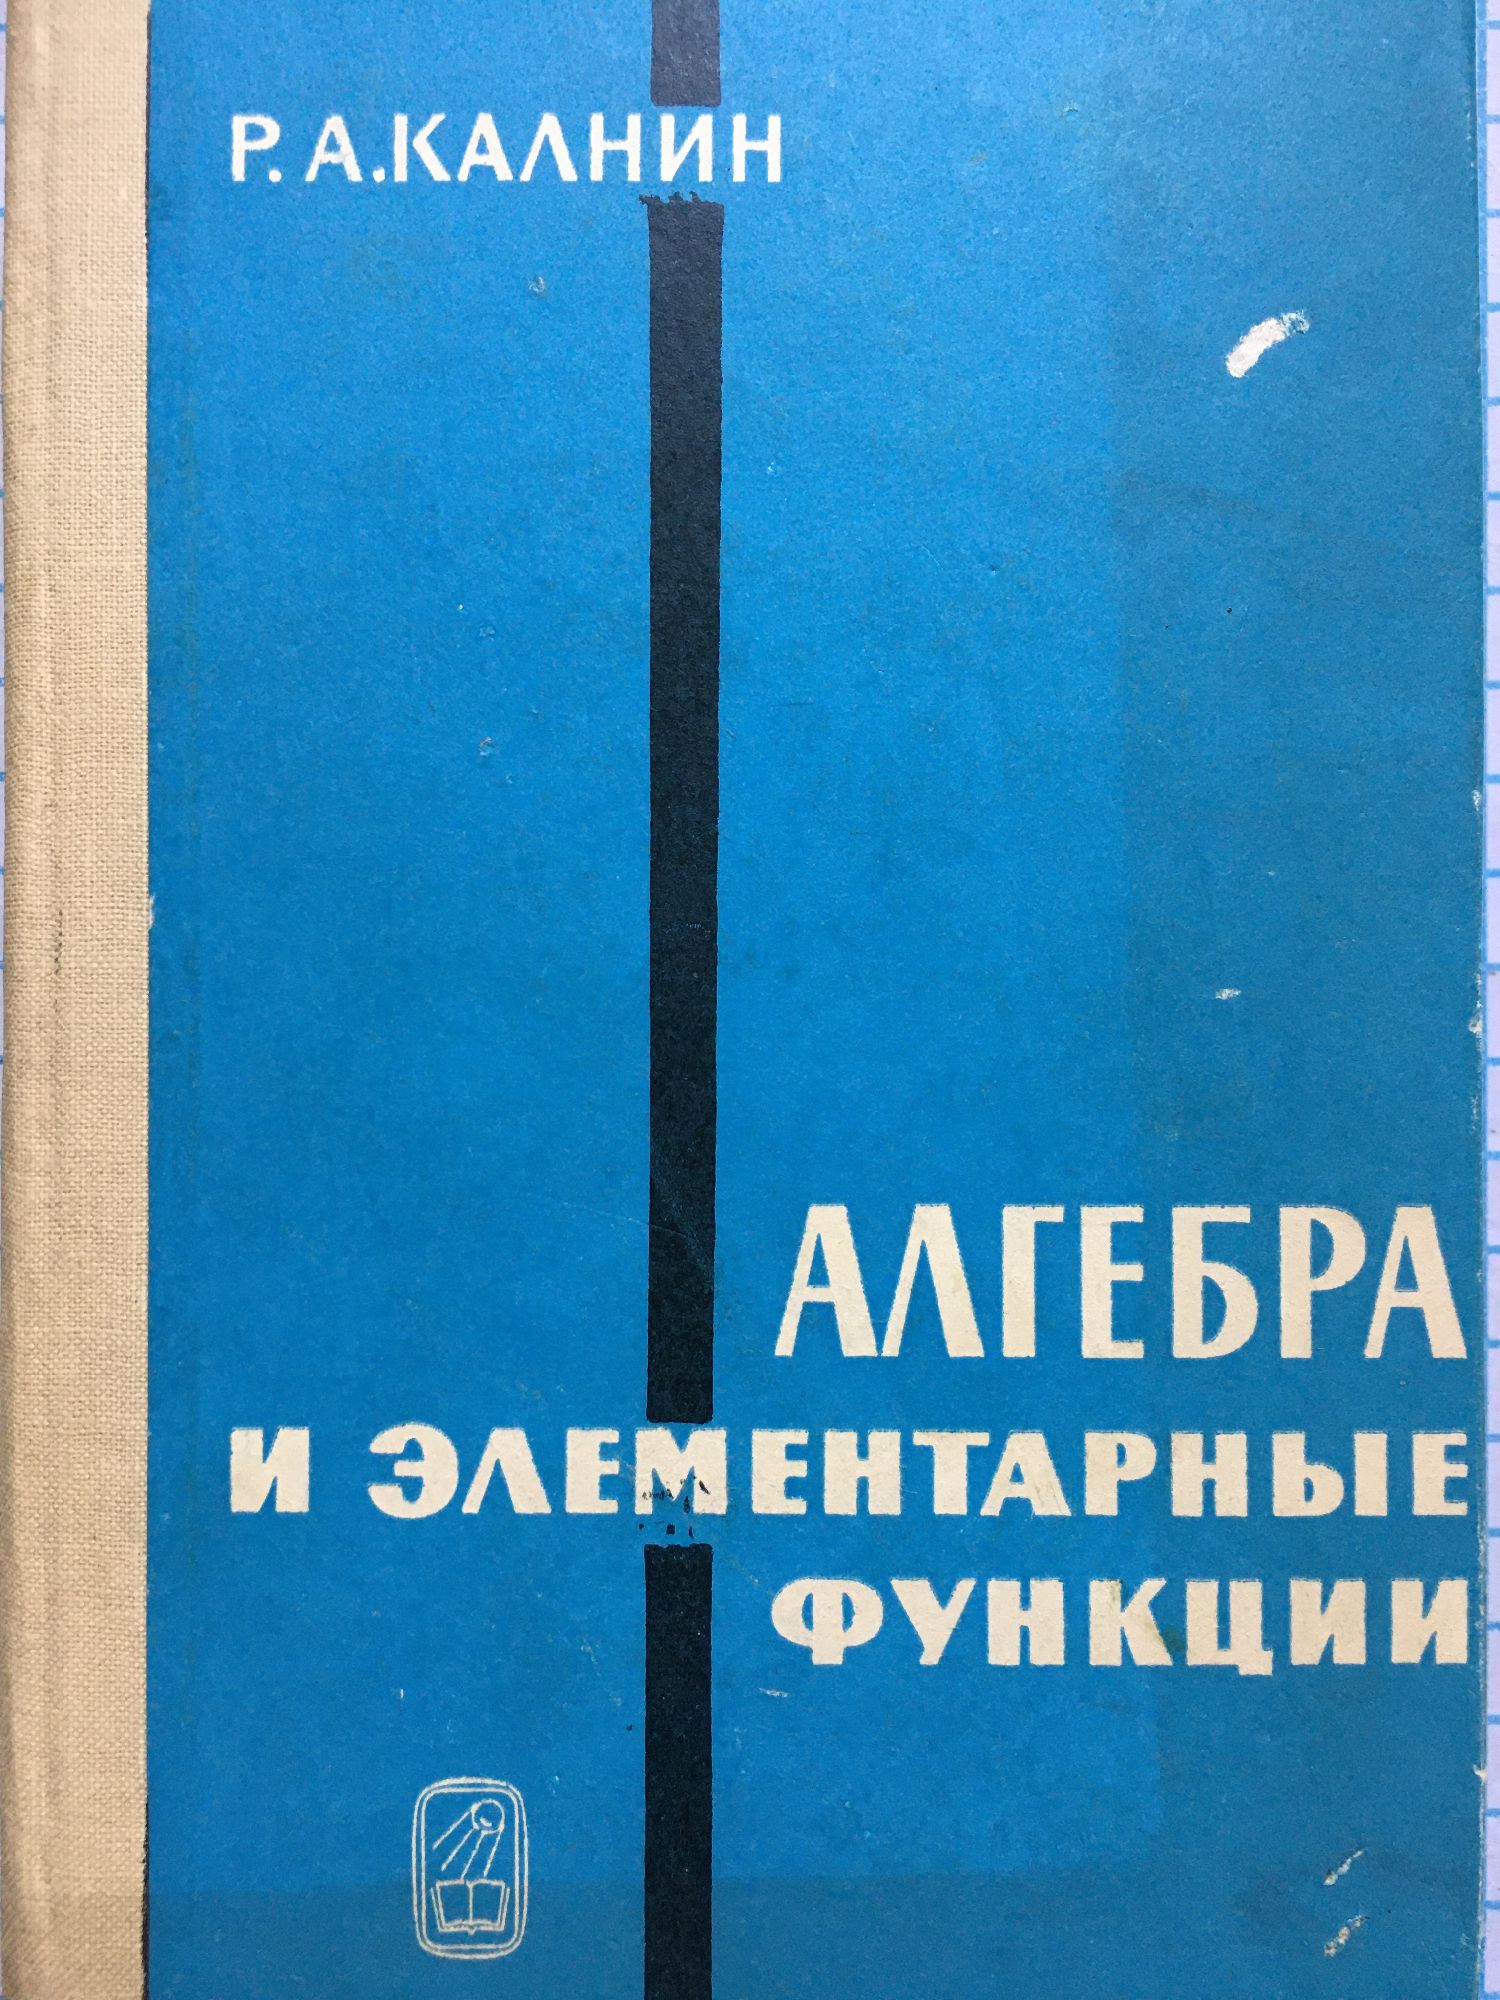 Р. А. КАЛНИН
АЛГЕБРА
И ЭЛЕМЕНТАРНЫЕ
ФУНКЦИИ